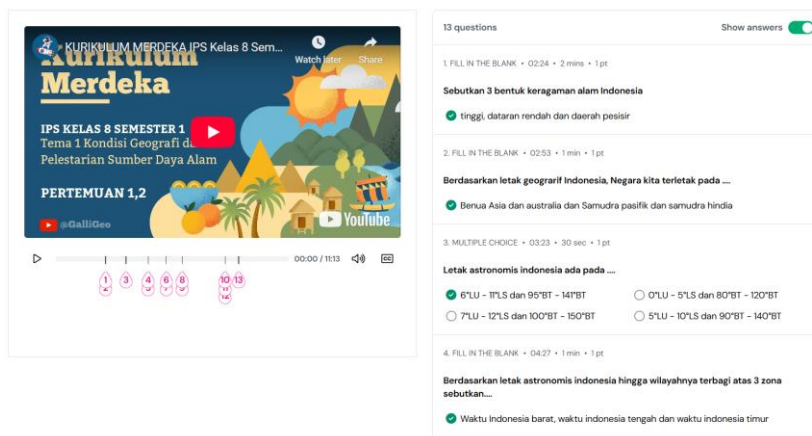 KURIKULUM MERDEKA IPS Kelas 8 Sem...
Watch later
Share
Kurikulum
Merdeka
IPS KELAS 8 SEMESTER 1
Tema 1 Kondisi Geografi da
Pelestarian Sumber Daya Alam
PERTEMUAN 1,2
@GalliGeo
YouTube
00:00 / 11:13
CC
1 3 4 6 8 10 13
13 questions
Show answers
1. FILL IN THE BLANK • 02:24 • 2 mins • 1 pt
Sebutkan 3 bentuk keragaman alam Indonesia
tinggi, dataran rendah dan daerah pesisir
2. FILL IN THE BLANK • 02:53 • 1 min • 1 pt
Berdasarkan letak geograrif Indonesia, Negara kita terletak pada ....
Benua Asia dan australia dan Samudra pasifik dan samudra hindia
3. MULTIPLE CHOICE • 03:23 • 30 sec • 1 pt
Letak astronomis indonesia ada pada ....
6°LU - 11°LS dan 95°BT - 141°BT
0°LU - 5°LS dan 80°BT - 120°BT
7°LU - 12°LS dan 100°BT - 150°BT
5°LU - 10°LS dan 90°BT - 140°BT
4. FILL IN THE BLANK • 04:27 • 1 min • 1 pt
Berdasarkan letak astronomis indonesia hingga wilayahnya terbagi atas 3 zona
sebutkan....
Waktu Indonesia barat, waktu indonesia tengah dan waktu indonesia timur